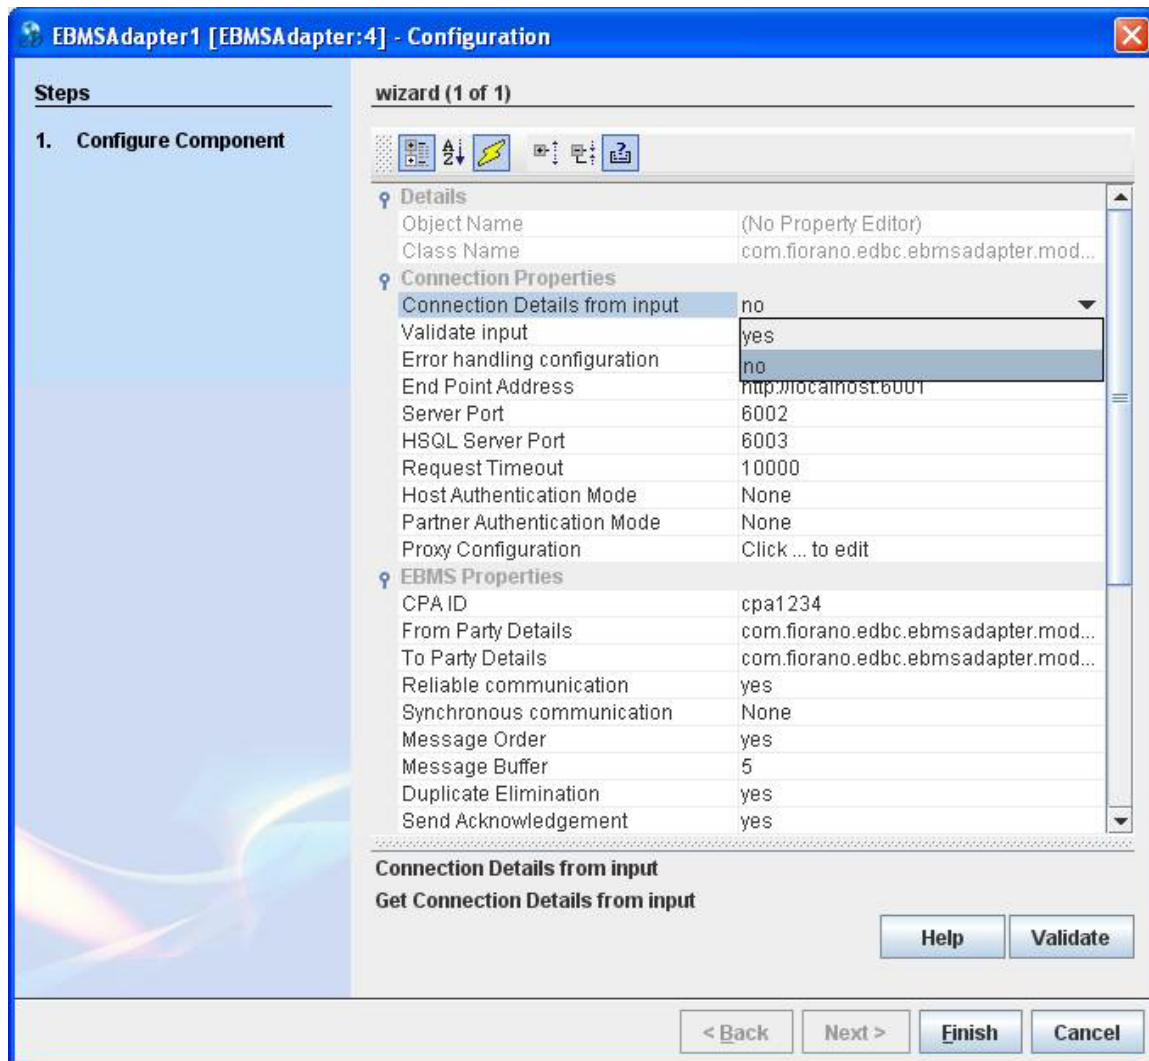 EBMSAdapter1 [EBMSAdapter:4] - Configuration
Steps
1. Configure Component
wizard (1 of 1)
Details
Object Name (No Property Editor)
Class Name com.fiorano.edbc.ebmsadapter.mod...
Connection Properties
Connection Details from input no
Validate input yes
Error handling configuration no
End Point Address http://localhost:6001
Server Port 6002
HSQL Server Port 6003
Request Timeout 10000
Host Authentication Mode None
Partner Authentication Mode None
Proxy Configuration Click ... to edit
EBMS Properties
CPA ID cpa1234
From Party Details com.fiorano.edbc.ebmsadapter.mod...
To Party Details com.fiorano.edbc.ebmsadapter.mod...
Reliable communication yes
Synchronous communication None
Message Order yes
Message Buffer 5
Duplicate Elimination yes
Send Acknowledgement yes
Connection Details from input
Get Connection Details from input
Help Validate
< Back Next > Finish Cancel